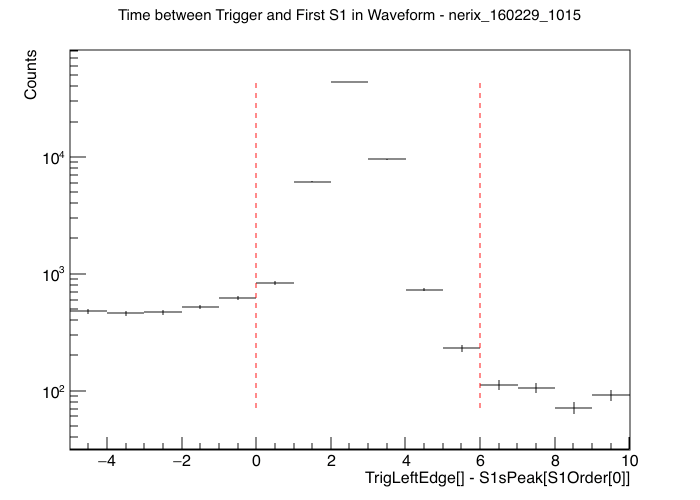 Time between Trigger and First S1 in Waveform - nerix_160229_1015
Counts
10⁴
10³
10²
−4 −2 0 2 4 6 8 10
TrigLeftEdge[] - S1sPeak[S1Order[0]]